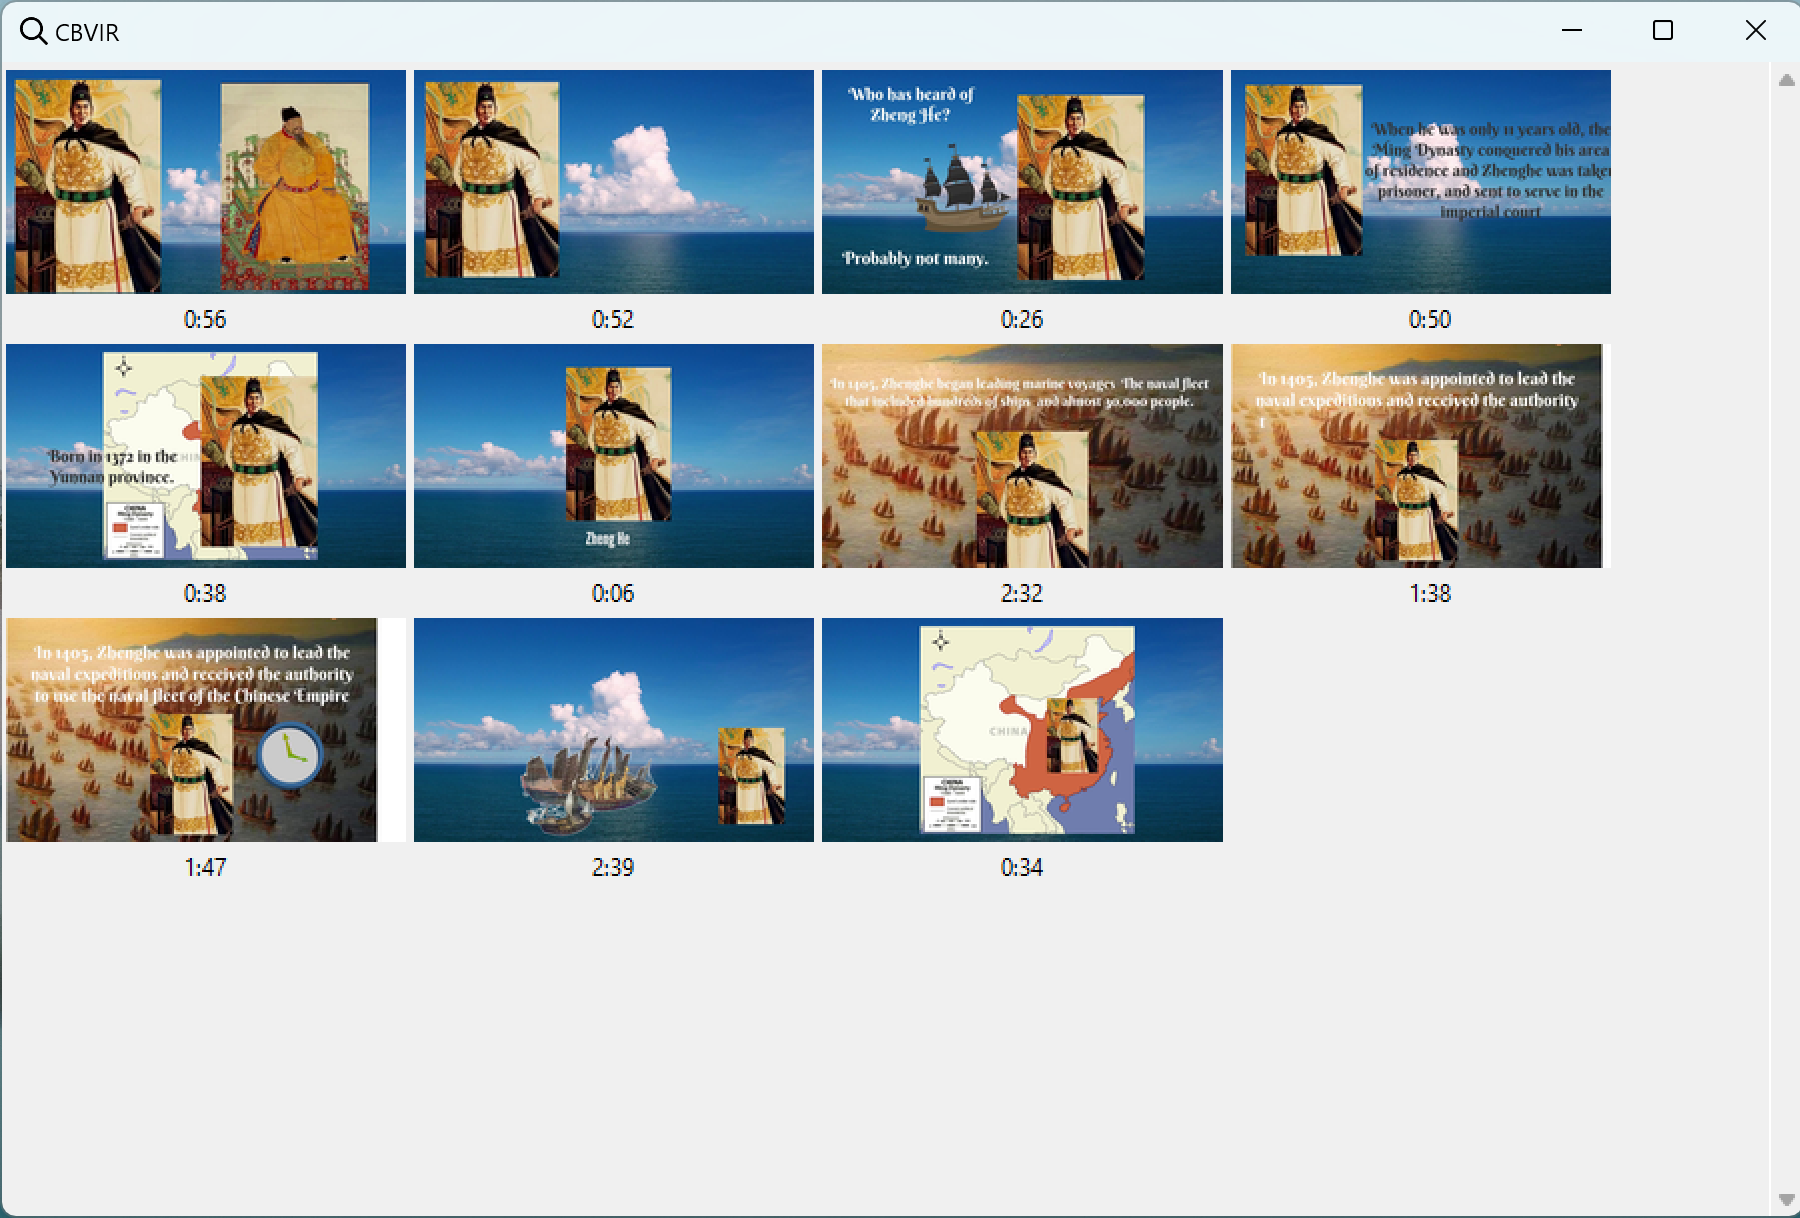 CBVIR
0:56
0:52
Who has heard of
Zheng He?
Probably not many.
0:26
When he was only 11 years old, the
Ming Dynasty conquered his area
of residence and Zhenghe was taken
prisoner, and sent to serve in the
imperial court
0:50
Born in 1372 in the
Yunnan province.
CHINA
Ming Dynasty
0:38
Zheng He
0:06
In 1405, Zhenghe began leading marine voyages The naval fleet
that included hundreds of ships and almost 30,000 people.
2:32
In 1405, Zhenghe was appointed to lead the
naval expeditions and received the authority
t
1:38
In 1405, Zhenghe was appointed to lead the
naval expeditions and received the authority
to use the naval fleet of the Chinese Empire
1:47
2:39
CHINA
CHINA
Ming Dynasty
0:34